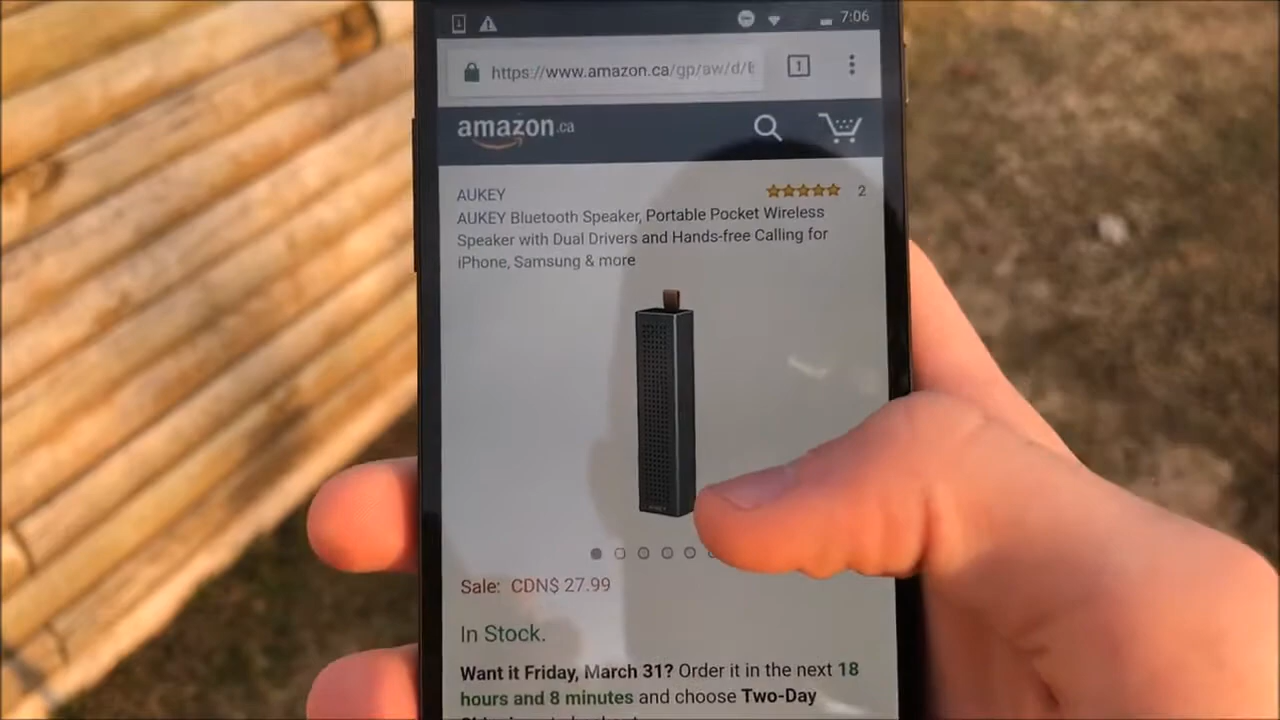 7:06
https://www.amazon.ca/gp/aw/d/
1
amazon.ca
AUKEY
2
AUKEY Bluetooth Speaker, Portable Pocket Wireless
Speaker with Dual Drivers and Hands-free Calling for
iPhone, Samsung & more
AUKEY
Sale: CDN$ 27.99
In Stock.
Want it Friday, March 31? Order it in the next 18
hours and 8 minutes and choose Two-Day